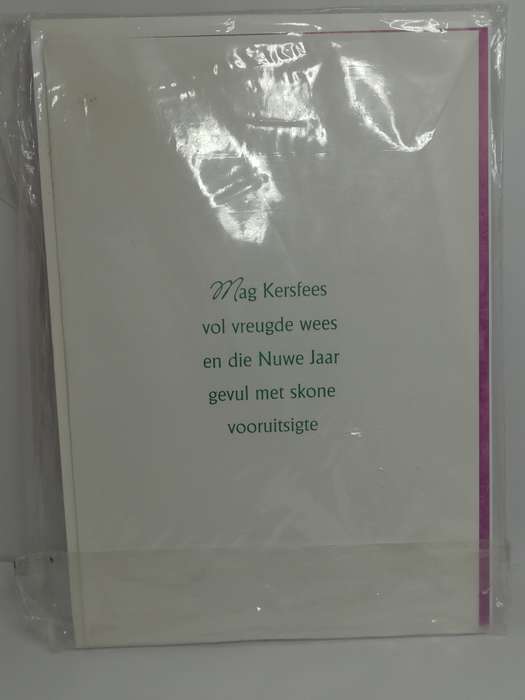 Mag Kersfees
vol vreugde wees
en die Nuwe Jaar
gevul met skone
vooruitsigte